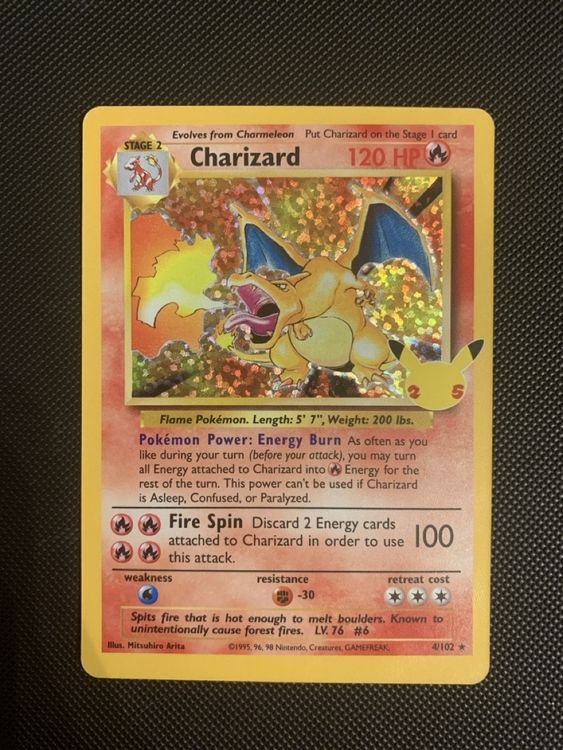 Evolves from Charmeleon Put Charizard on the Stage 1 card
STAGE 2
Charizard 120 HP
25
Flame Pokémon. Length: 5' 7", Weight: 200 lbs.
Pokémon Power: Energy Burn As often as you
like during your turn (before your attack), you may turn
all Energy attached to Charizard into Energy for the
rest of the turn. This power can't be used if Charizard
is Asleep, Confused, or Paralyzed.
Fire Spin Discard 2 Energy cards
attached to Charizard in order to use
this attack.
100
weakness resistance retreat cost
-30
Spits fire that is hot enough to melt boulders. Known to
unintentionally cause forest fires. LV. 76 #6
Illus. Mitsuhiro Arita ©1995, 96, 98 Nintendo, Creatures, GAMEFREAK. 4/102 ★